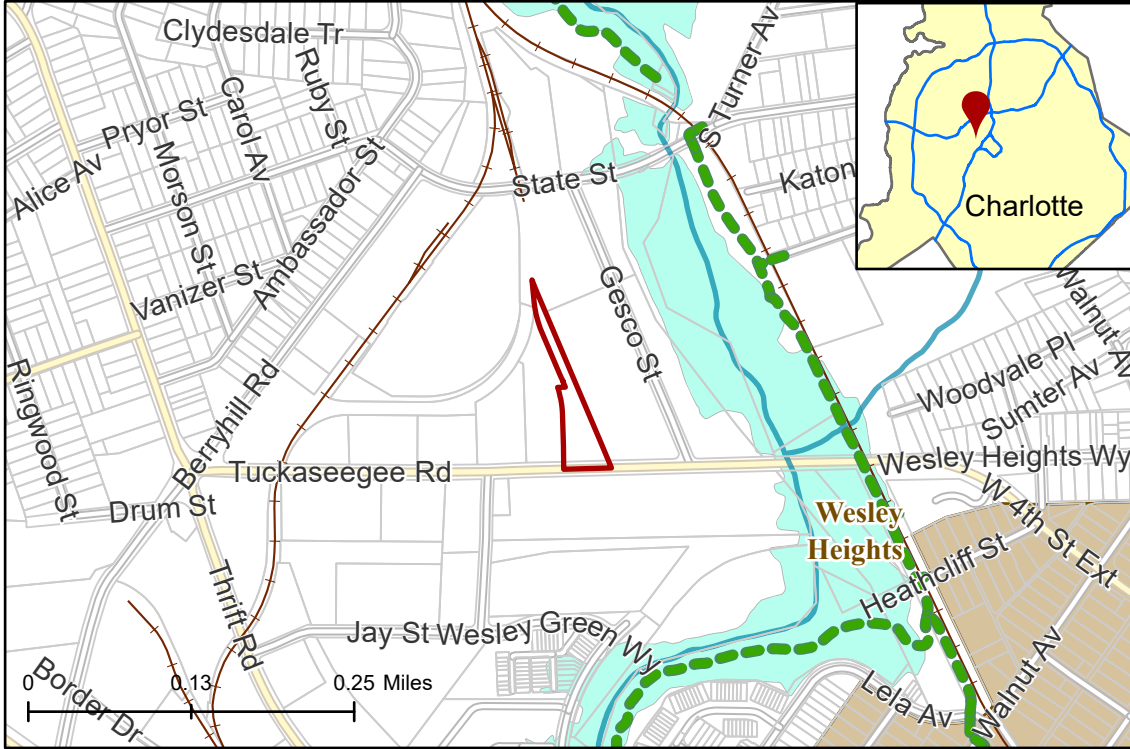 Clydesdale Tr
S Turner Av
Ruby St
Carol Av
Pryor St
Morson St
Alice Av
Ambassador St
State St
Katon
Charlotte
Vanizer St
Gesco St
Walnut Av
Woodvale Pl
Sumter Av
Ringwood St
Berryhill Rd
Tuckaseegee Rd
Wesley Heights Wy
Drum St
W 4th St Ext
Wesley
Heights
Heathcliff St
Thrift Rd
Jay St
Wesley Green Wy
Border Dr
Lela Av
Walnut Av
0 0.13 0.25 Miles